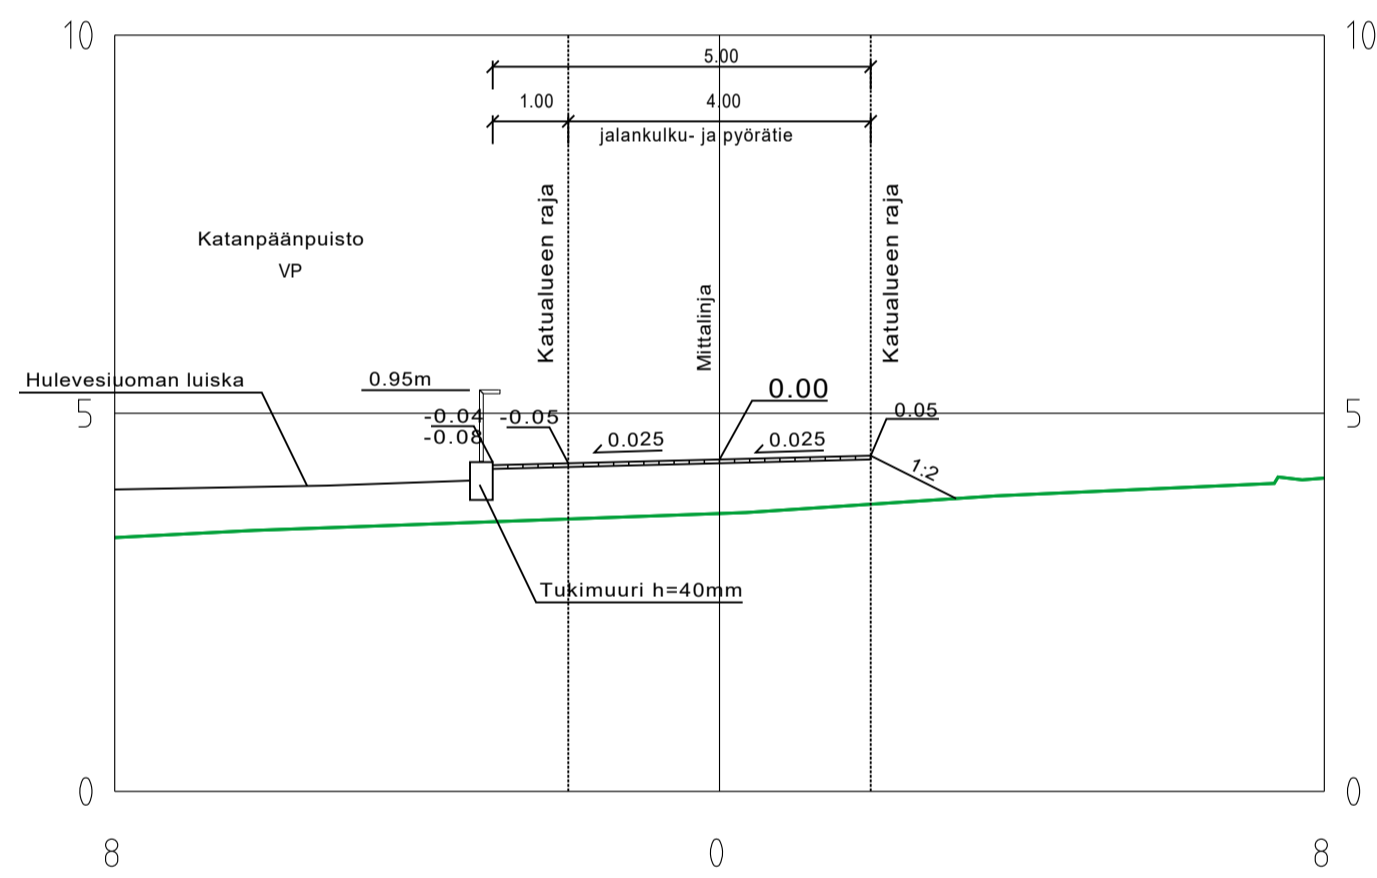 10
10
5.00
1.00
4.00
jalankulku- ja pyörätie
Katualueen raja
Katualueen raja
Katanpäänpuisto
VP
Mittalinja
Hulevesiuoman luiska
0.95m
0.00
5
5
-0.04
-0.08
-0.05
0.025
0.025
0.05
1:2
Tukimuuri h=40mm
0
0
8
0
8